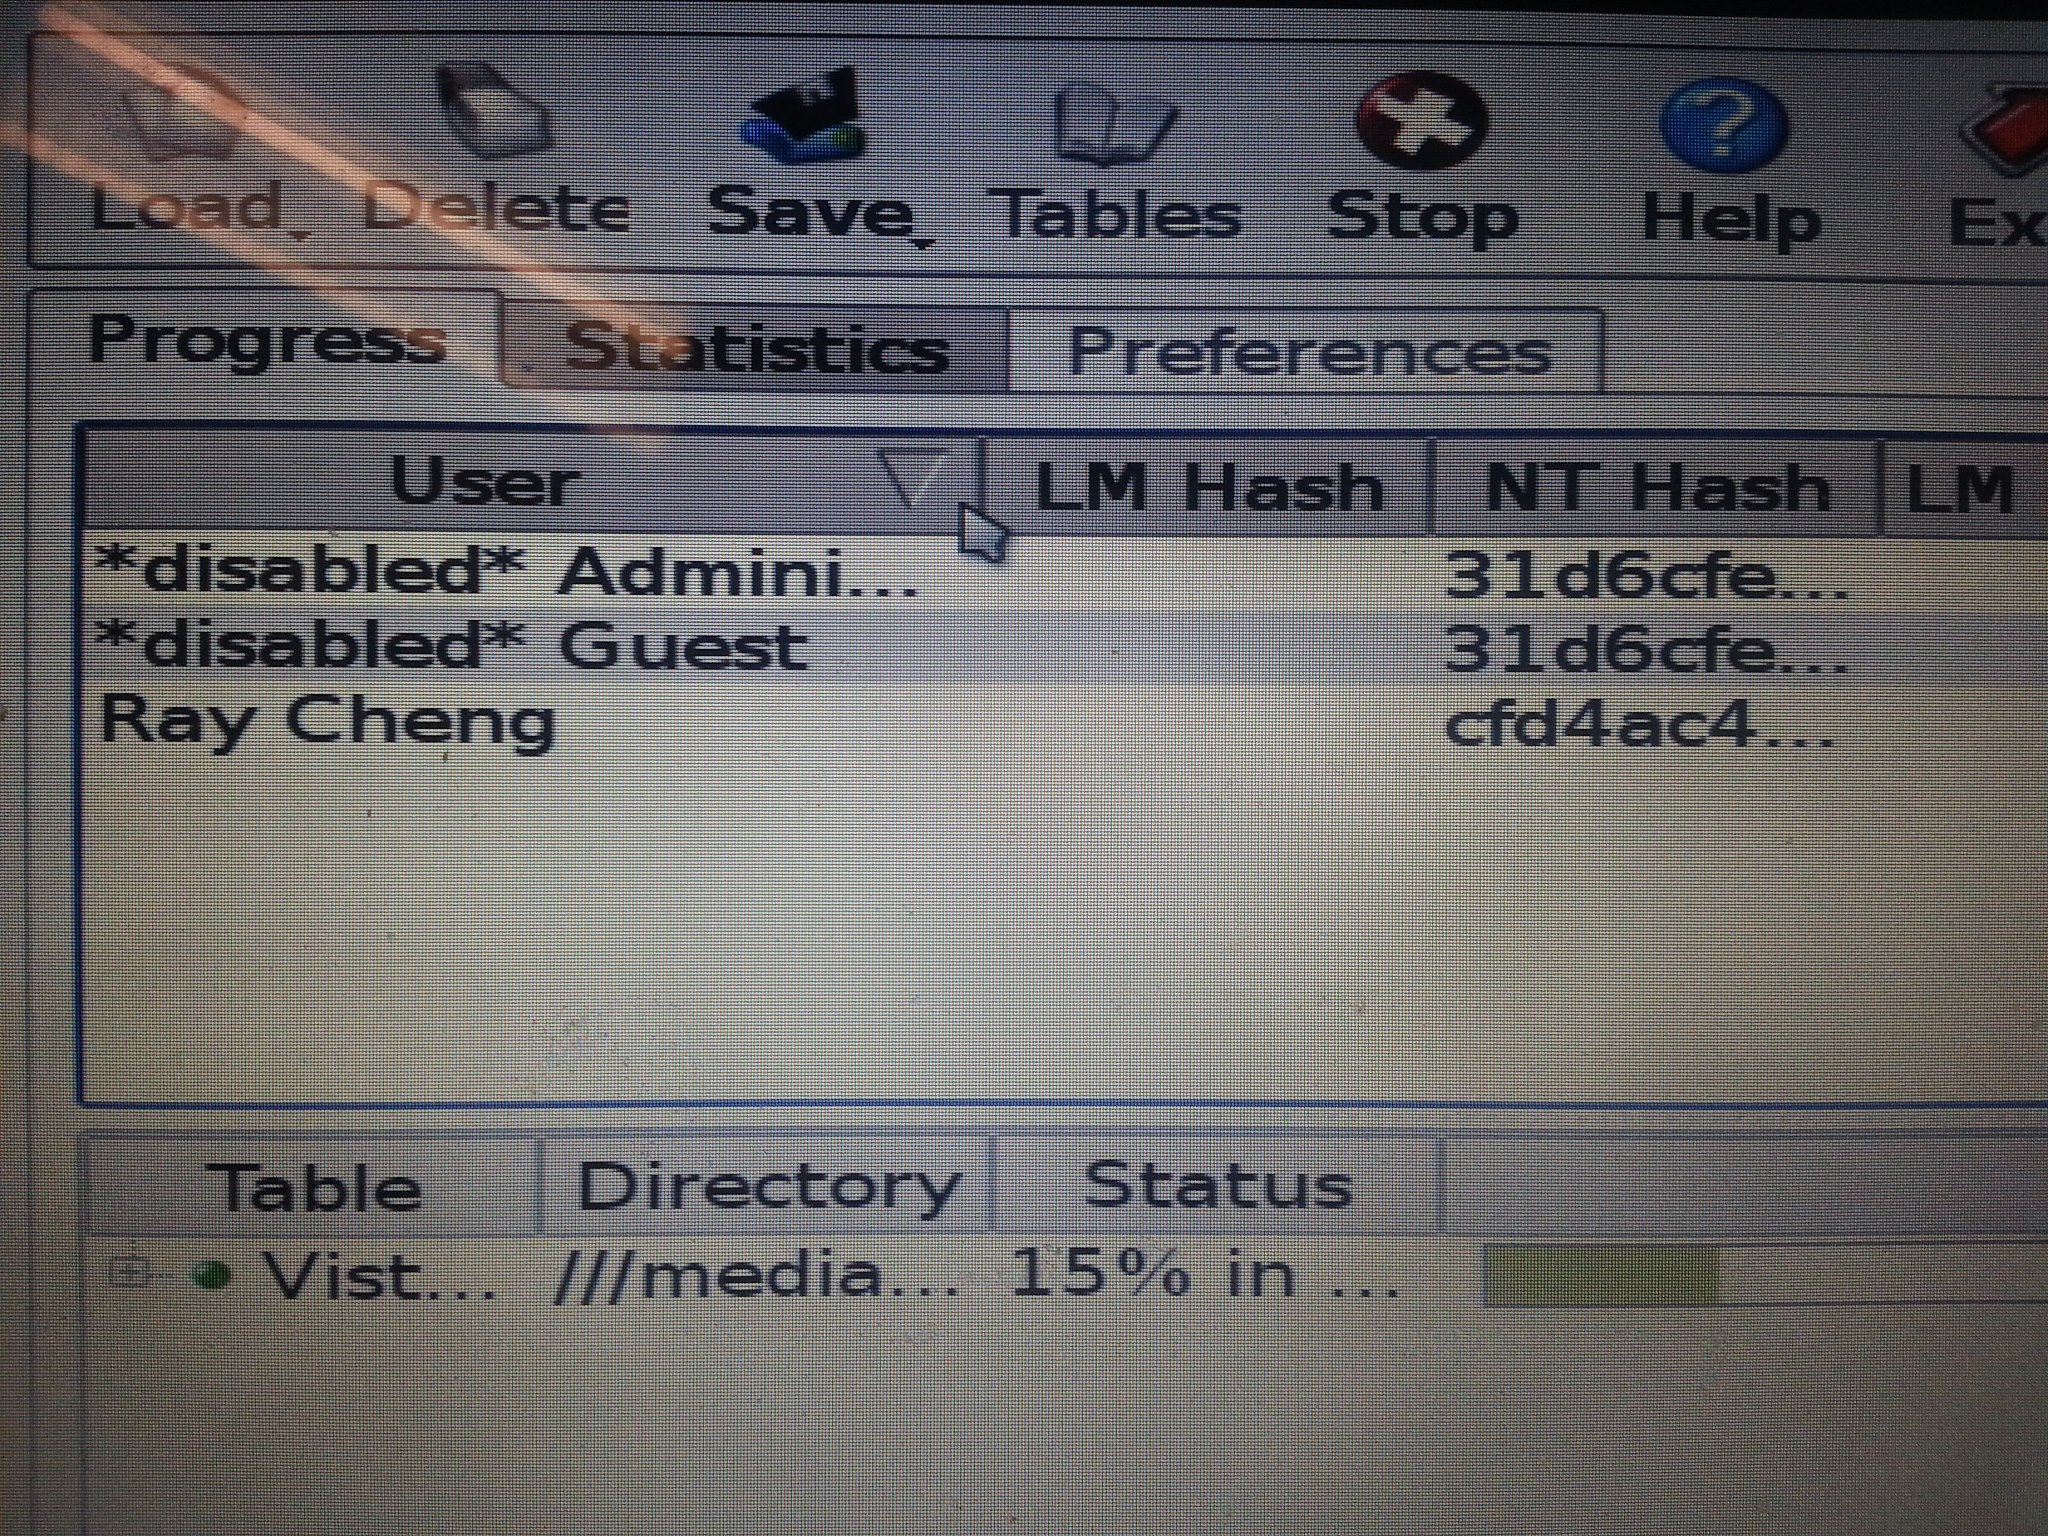 Load Delete Save Tables Stop Help Ex
Progress Statistics Preferences
User LM Hash NT Hash LM
*disabled* Admini... 31d6cfe...
*disabled* Guest 31d6cfe...
Ray Cheng cfd4ac4...
Table Directory Status
Vist... ///media... 15% in ...